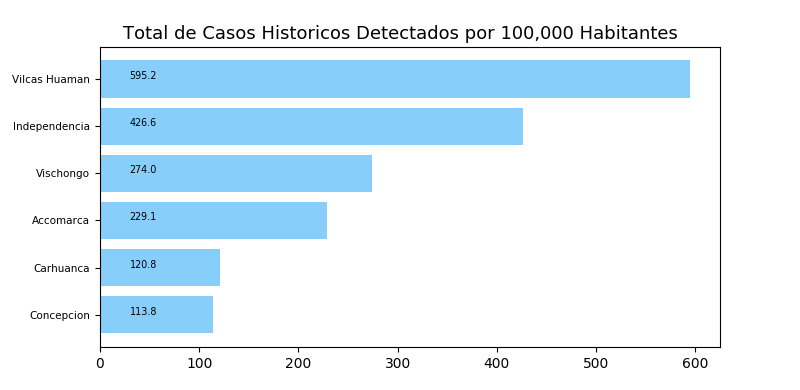 Total de Casos Historicos Detectados por 100,000 Habitantes
Vilcas Huaman 595.2
Independencia 426.6
Vischongo 274.0
Accomarca 229.1
Carhuanca 120.8
Concepcion 113.8
0 100 200 300 400 500 600